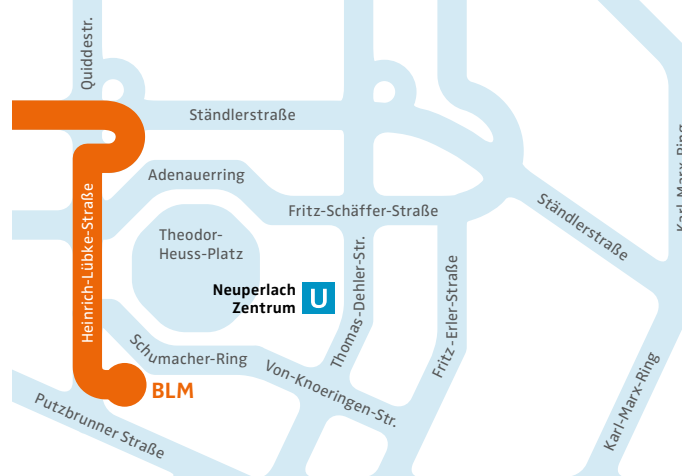 Quiddestr.
Ständlerstraße
Karl-Marx-Ring
Adenauerring
Fritz-Schäffer-Straße
Ständlerstraße
Heinrich-Lübke-Straße
Theodor-
Heuss-Platz
Neuperlach
Zentrum
U
Thomas-Dehler-Str.
Fritz-Erler-Straße
Schumacher-Ring
Von-Knoeringen-Str.
BLM
Karl-Marx-Ring
Putzbrunner Straße